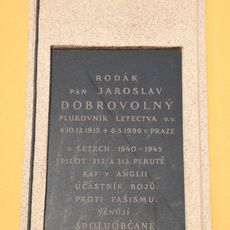 RODÁK
PAN JAROSLAV
DOBROVOLNÝ
PLUKOVNÍK LETECTVA V.V.
*10.12.1915 † 6.5.1996 V PRAZE
V LETECH 1940-1945
PILOT 312. A 313. PERUTĚ
RAF V ANGLII
ÚČASTNÍK BOJŮ
PROTI FAŠISMU.
VĚNUJÍ
SPOLUOBČANÉ